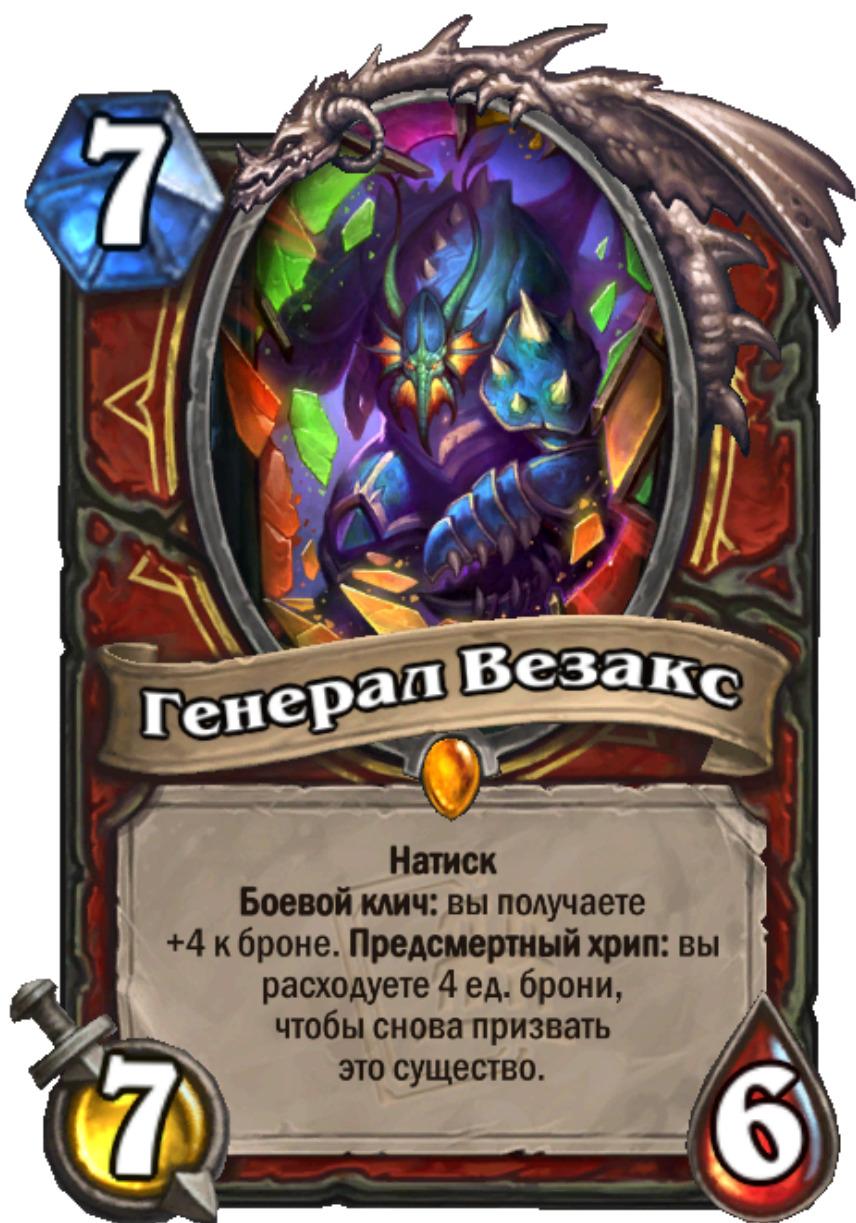 7
Генерал Везакс
Натиск
Боевой клич: вы получаете
+4 к броне. Предсмертный хрип: вы
расходуете 4 ед. брони,
чтобы снова призвать
это существо.
7
6